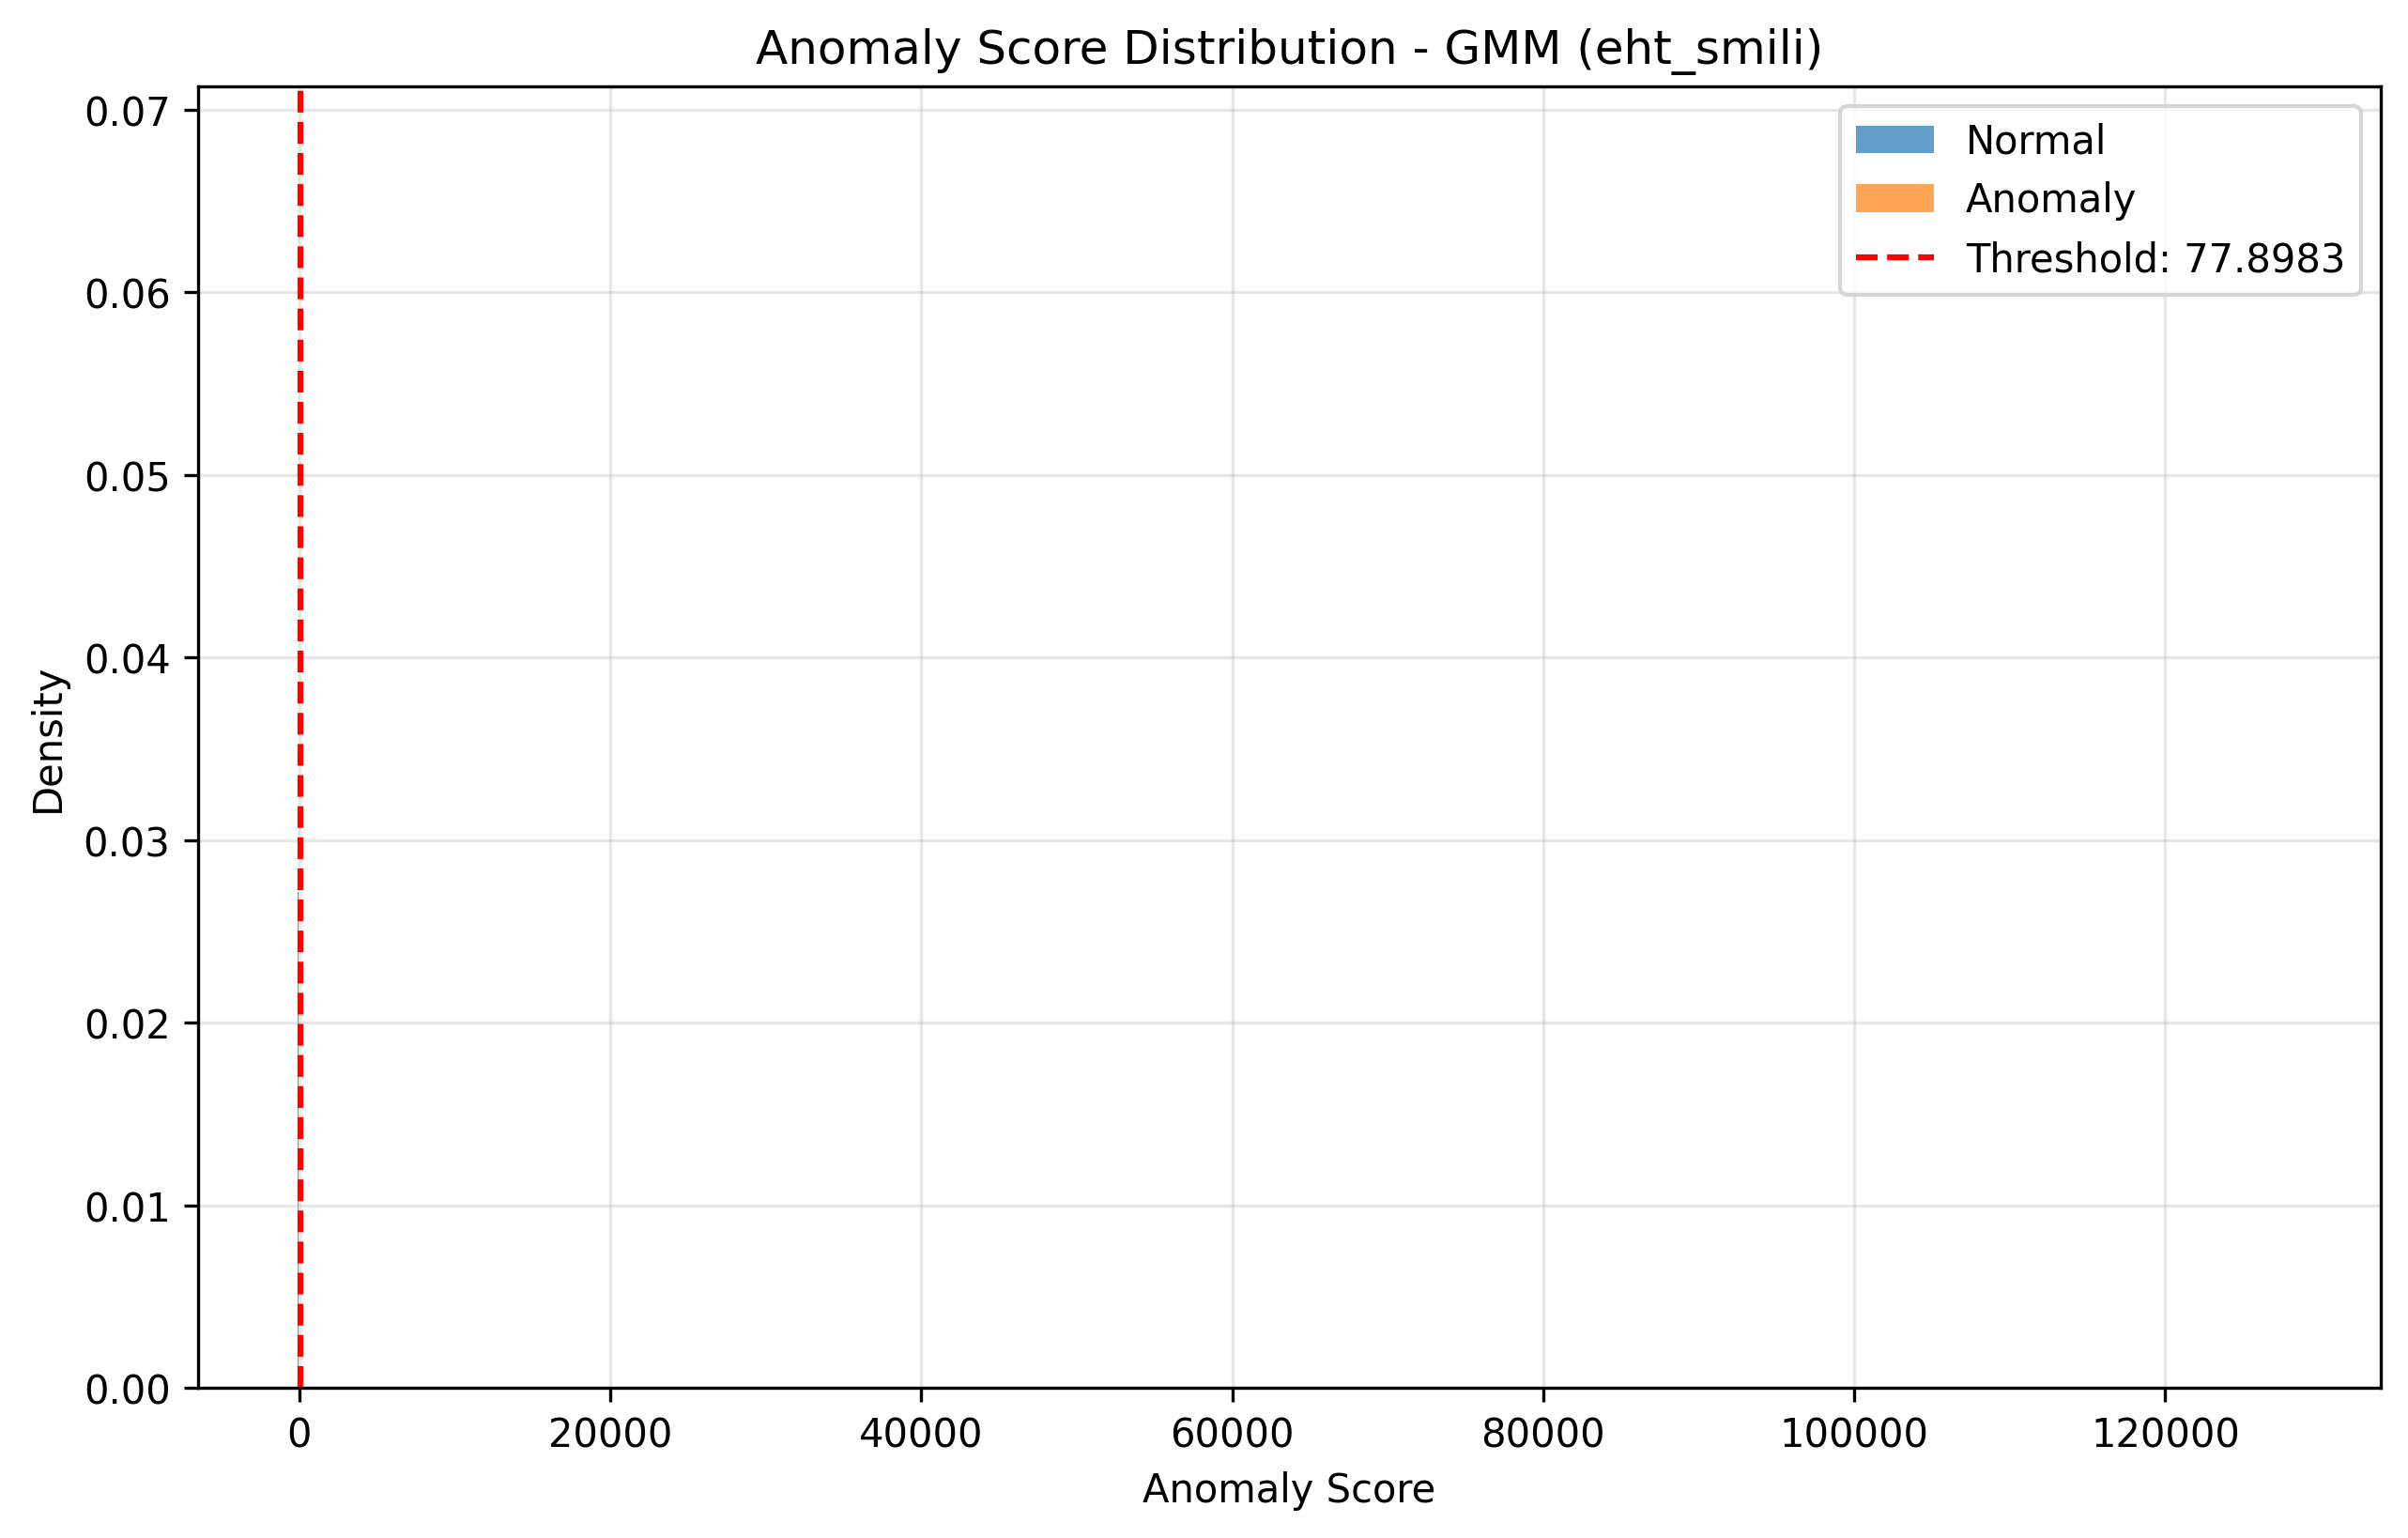 Anomaly Score Distribution - GMM (eht_smili)
Normal
Anomaly
Threshold: 77.8983
0.07
0.06
0.05
0.04
0.03
0.02
0.01
0.00
Density
0 20000 40000 60000 80000 100000 120000
Anomaly Score